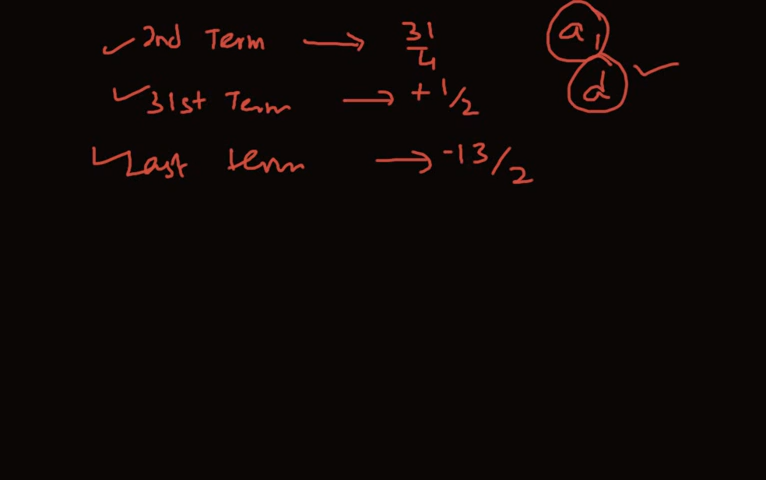 ✓ 2nd Term → 31/4
a,
✓ 31st Term → + 1/2
d ✓
✓ Last term → -13/2